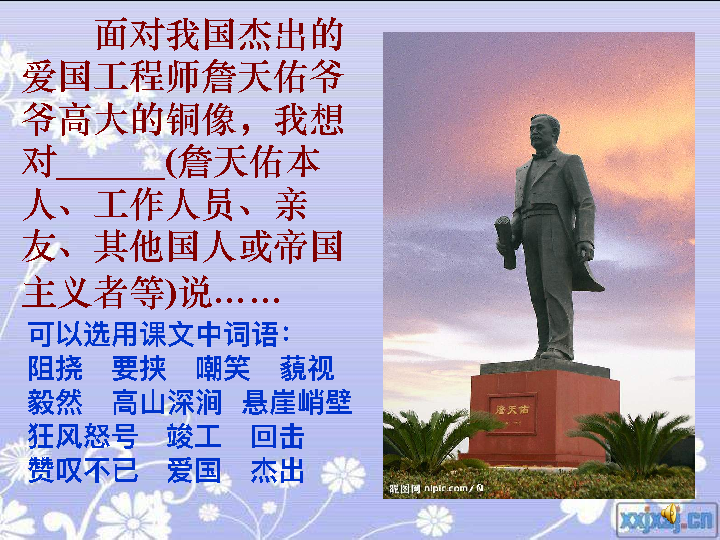 面对我国杰出的
爱国工程师詹天佑爷
爷高大的铜像，我想
对______(詹天佑本
人、工作人员、亲
友、其他国人或帝国
主义者等)说……
可以选用课文中词语：
阻挠 要挟 嘲笑 藐视
毅然 高山深涧 悬崖峭壁
狂风怒号 竣工 回击
赞叹不已 爱国 杰出
詹天佑
昵图网 nipic.com/